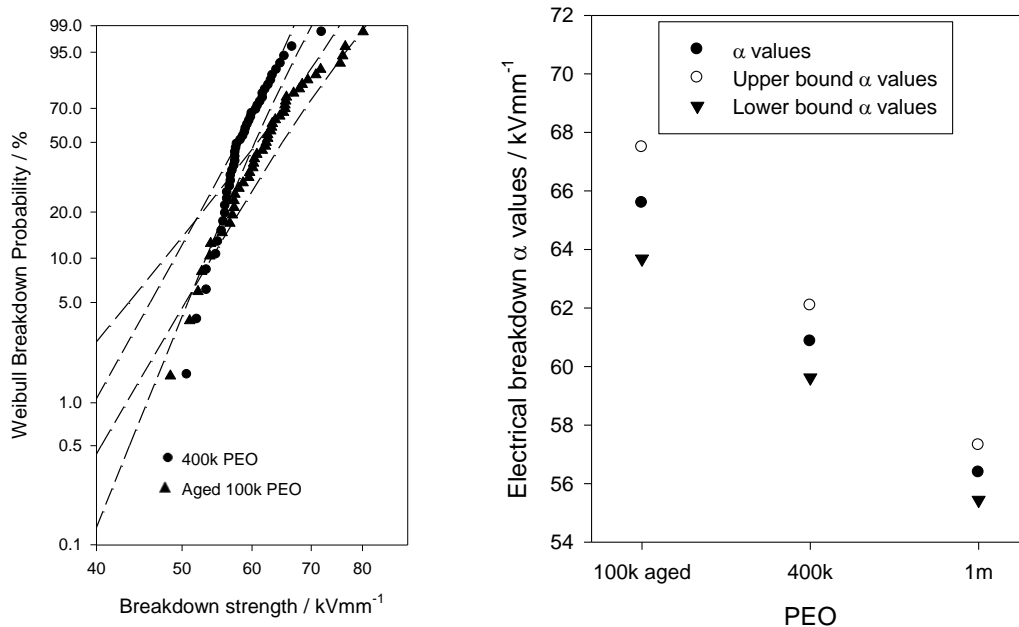 Weibull Breakdown Probability / %
99.0
95.0
70.0
50.0
20.0
10.0
5.0
1.0
0.5
0.1
400k PEO
Aged 100k PEO
40 50 60 70 80
Breakdown strength / kVmm⁻¹
Electrical breakdown α values / kVmm⁻¹
72
70
68
66
64
62
60
58
56
54
α values
Upper bound α values
Lower bound α values
100k aged 400k 1m
PEO